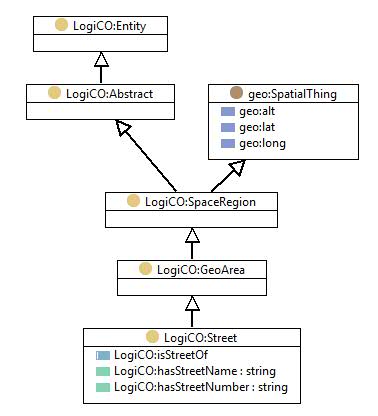 LogiCO:Entity
LogiCO:Abstract
geo:SpatialThing
geo:alt
geo:lat
geo:long
LogiCO:SpaceRegion
LogiCO:GeoArea
LogiCO:Street
LogiCO:isStreetOf
LogiCO:hasStreetName : string
LogiCO:hasStreetNumber : string